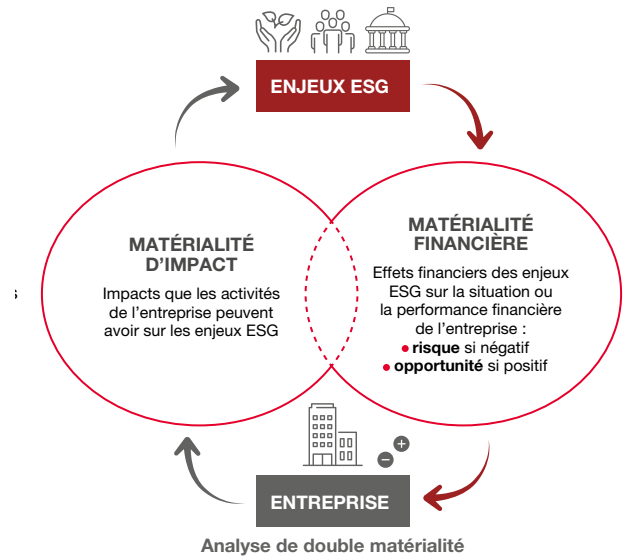 ENJEUX ESG
MATÉRIALITÉ
D'IMPACT
Impacts que les activités
de l'entreprise peuvent
avoir sur les enjeux ESG
MATÉRIALITÉ
FINANCIÈRE
Effets financiers des enjeux
ESG sur la situation ou
la performance financière
de l'entreprise :
• risque si négatif
• opportunité si positif
s
ENTREPRISE
Analyse de double matérialité